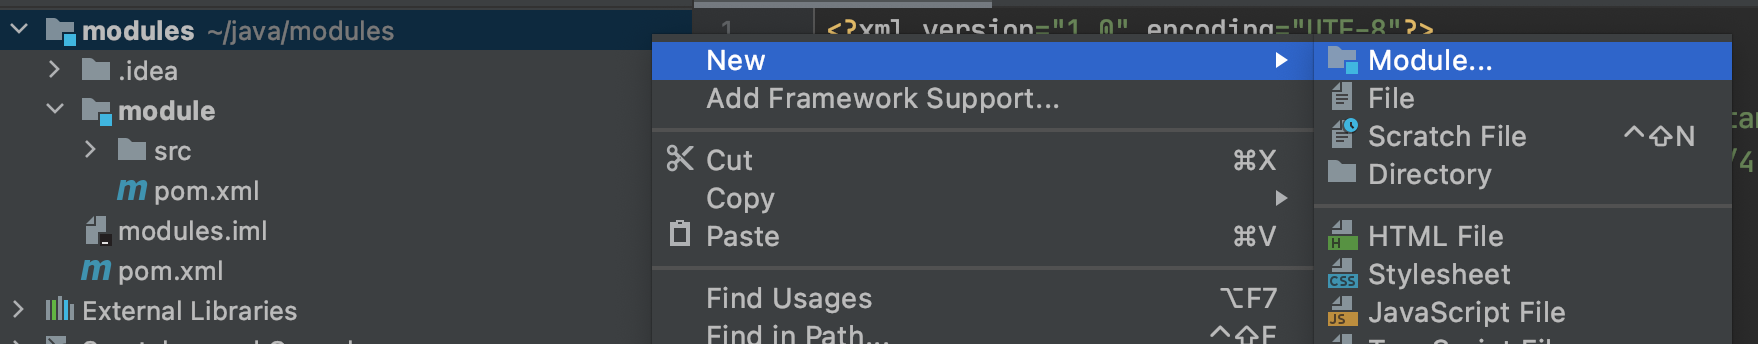 modules ~/java/modules
.idea
module
src
pom.xml
modules.iml
pom.xml
External Libraries
1 <?xml version="1.0" encoding="UTF-8"?>
New
Add Framework Support...
Cut ⌘X
Copy
Paste ⌘V
Find Usages ⌥F7
Find in Path... ^⇧F
Module...
File
Scratch File ^⇧N
Directory
HTML File
Stylesheet
JavaScript File
/4